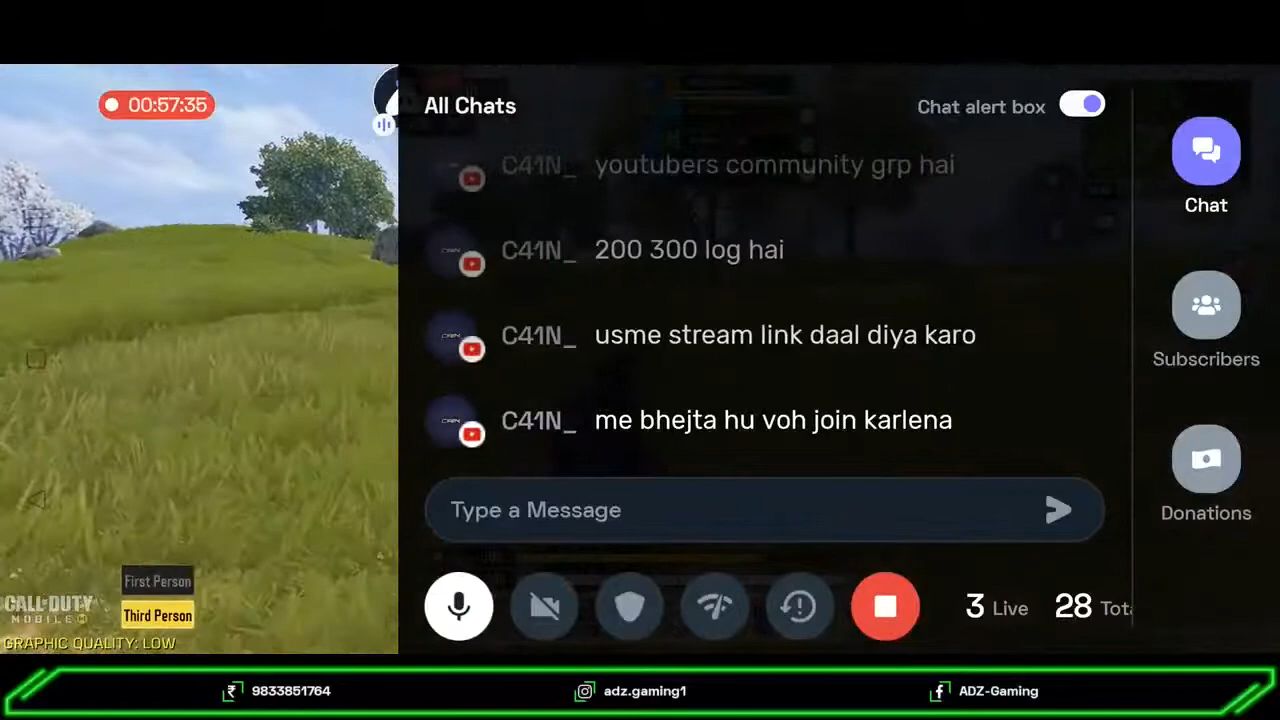 00:57:35
All Chats
Chat alert box
C41N_ youtubers community grp hai
C41N_ 200 300 log hai
C41N_ usme stream link daal diya karo
C41N_ me bhejta hu voh join karlena
Type a Message
Chat
Subscribers
Donations
3 Live 28 Tota
First Person
Third Person
CALL OF DUTY
MOBILE
GRAPHIC QUALITY: LOW
₹ 9833851764
adz.gaming1
ADZ-Gaming